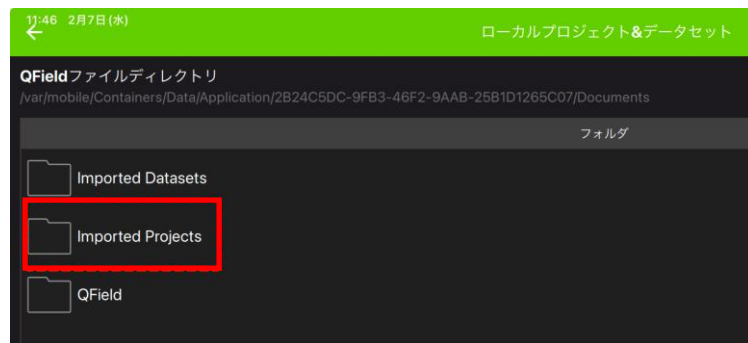 11:46 2月7日(水)
ローカルプロジェクト&データセット
QFieldファイルディレクトリ
/var/mobile/Containers/Data/Application/2B24C5DC-9FB3-46F2-9AAB-25B1D1265C07/Documents
フォルダ
Imported Datasets
Imported Projects
QField